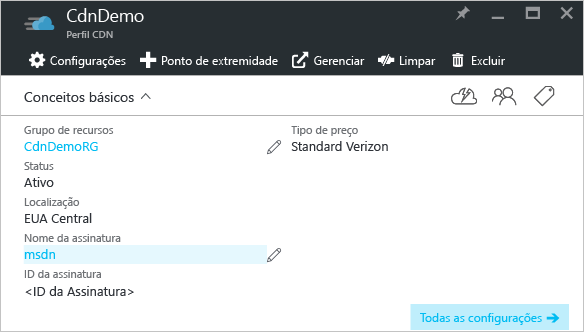 CdnDemo
Perfil CDN
Configurações Ponto de extremidade Gerenciar Limpar Excluir
Conceitos básicos
Grupo de recursos Tipo de preço
CdnDemoRG Standard Verizon
Status
Ativo
Localização
EUA Central
Nome da assinatura
msdn
ID da assinatura
<ID da Assinatura>
Todas as configurações